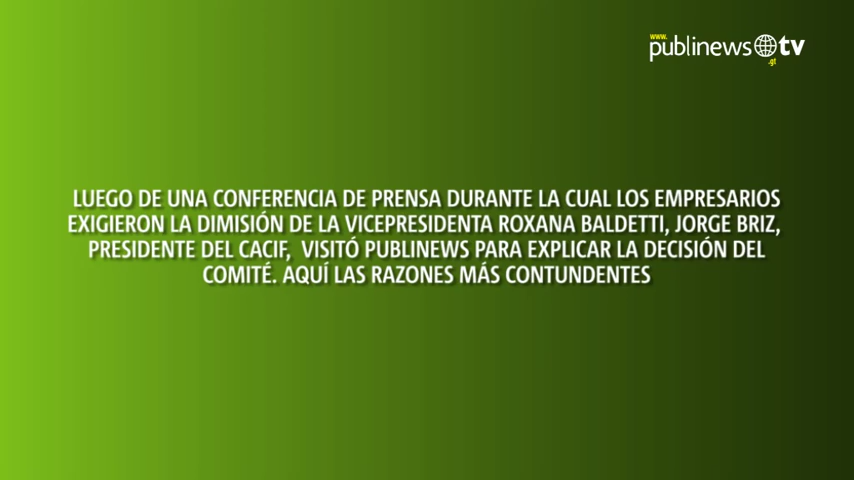 www.
publinews tv
.gt
LUEGO DE UNA CONFERENCIA DE PRENSA DURANTE LA CUAL LOS EMPRESARIOS
EXIGIERON LA DIMISIÓN DE LA VICEPRESIDENTA ROXANA BALDETTI, JORGE BRIZ,
PRESIDENTE DEL CACIF, VISITÓ PUBLINEWS PARA EXPLICAR LA DECISIÓN DEL
COMITÉ. AQUÍ LAS RAZONES MÁS CONTUNDENTES